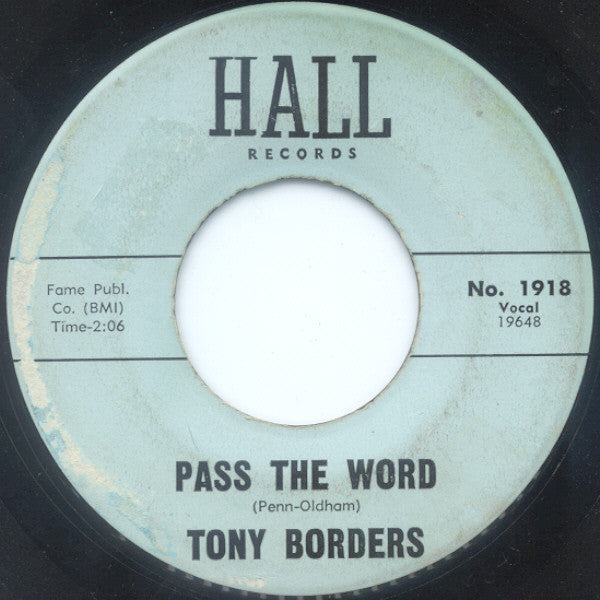 HALL
RECORDS
Fame Publ.
Co. (BMI)
Time-2:06
No. 1918
Vocal
19648
PASS THE WORD
(Penn-Oldham)
TONY BORDERS